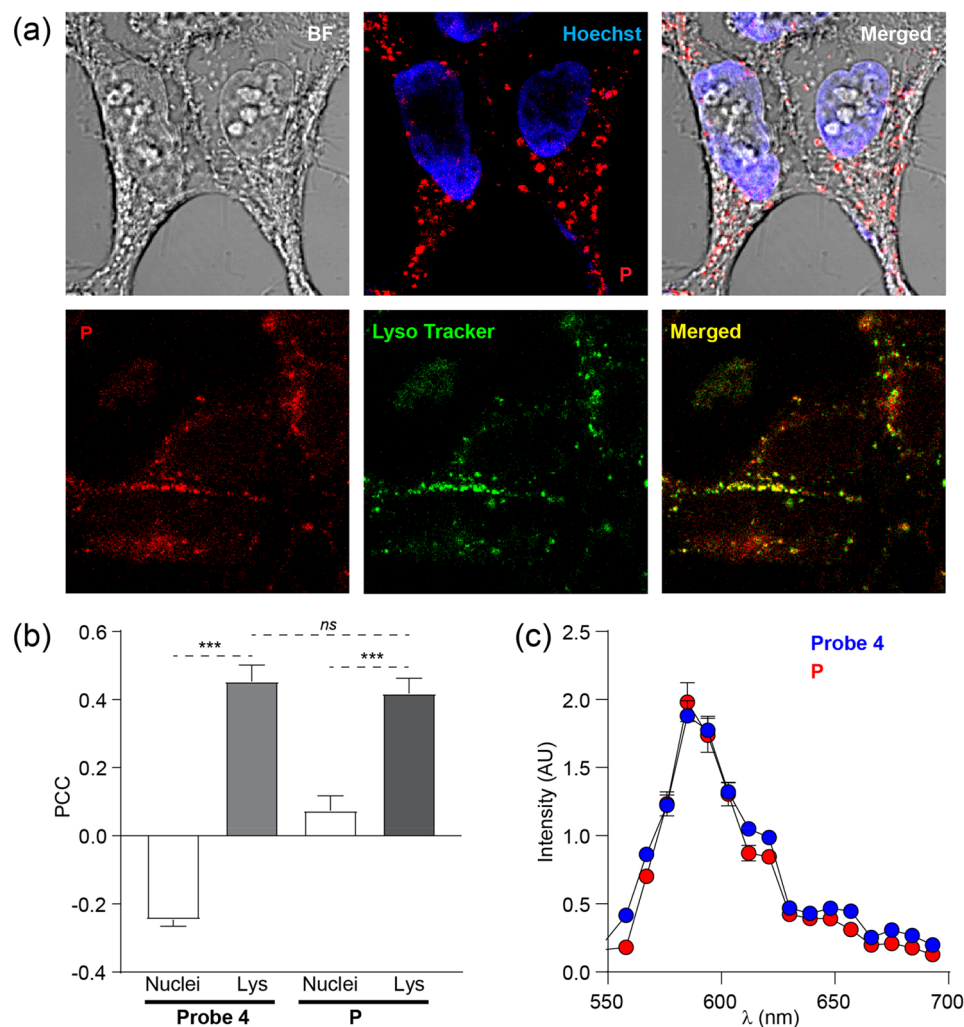 (a)
BF
Hoechst
P
Merged
P
Lyso Tracker
Merged
(b)
0.6
0.4
0.2
0.0
-0.2
-0.4
PCC
***
ns
***
Nuclei Lys Nuclei Lys
Probe 4 P
(c)
2.5
2.0
1.5
1.0
0.5
0.0
Intensity (AU)
Probe 4
P
550 600 650 700
λ (nm)